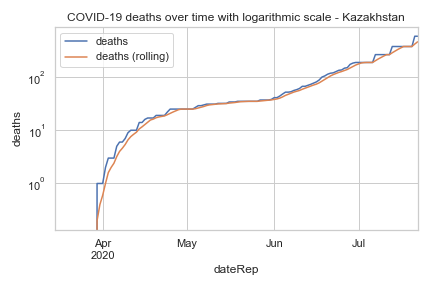 COVID-19 deaths over time with logarithmic scale - Kazakhstan
deaths
deaths (rolling)
10²
10¹
10⁰
deaths
Apr
2020
May
Jun
Jul
dateRep